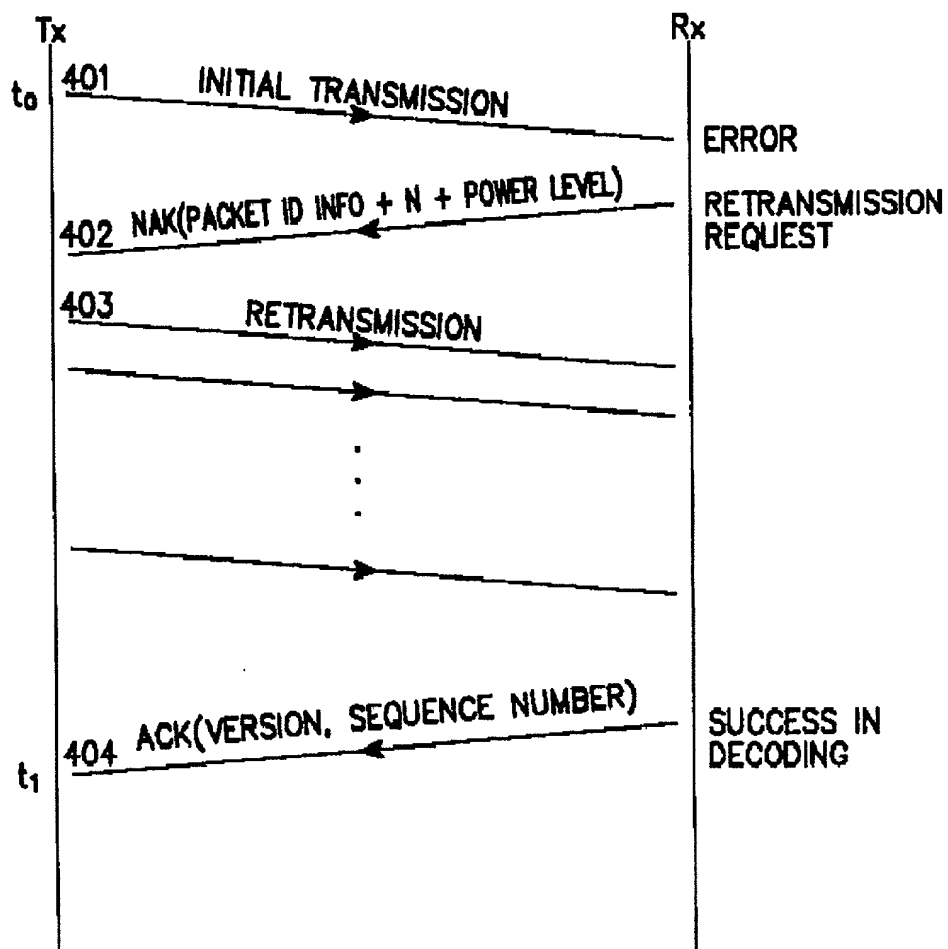 Tx
Rx
t0
401
INITIAL TRANSMISSION
ERROR
NAK(PACKET ID INFO + N + POWER LEVEL)
402
RETRANSMISSION
REQUEST
403
RETRANSMISSION
404
ACK(VERSION, SEQUENCE NUMBER)
t1
SUCCESS IN
DECODING